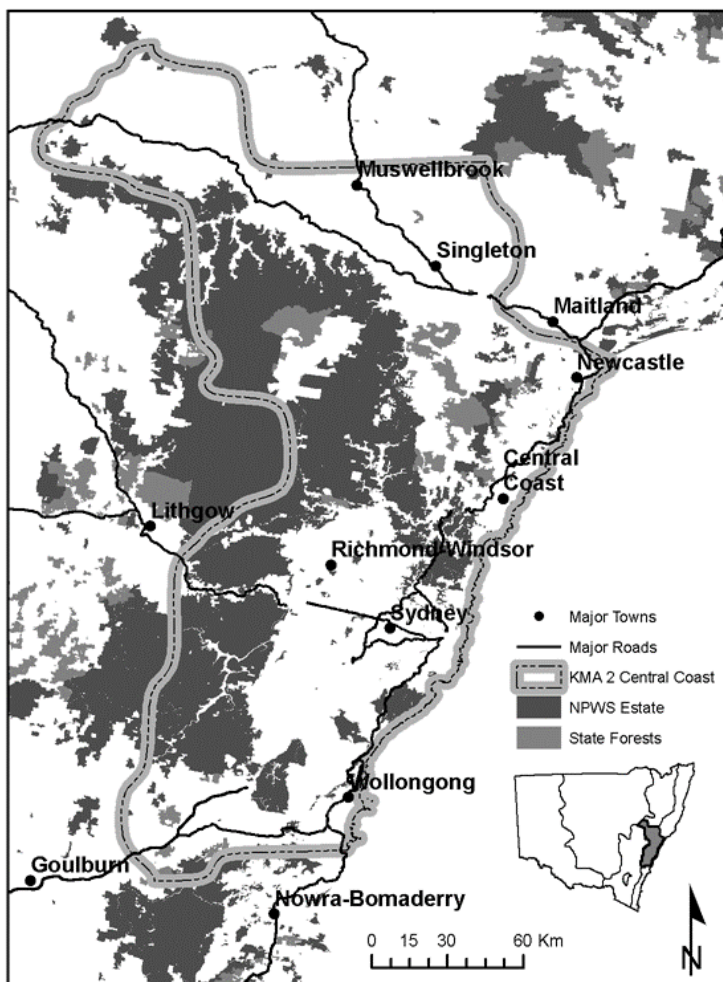 Muswellbrook
Singleton
Maitland
Newcastle
Central
Coast
Lithgow
Richmond-Windsor
Sydney
Wollongong
Goulburn
Nowra-Bomaderry
Major Towns
Major Roads
KMA 2 Central Coast
NPWS Estate
State Forests
0 15 30 60 Km
N